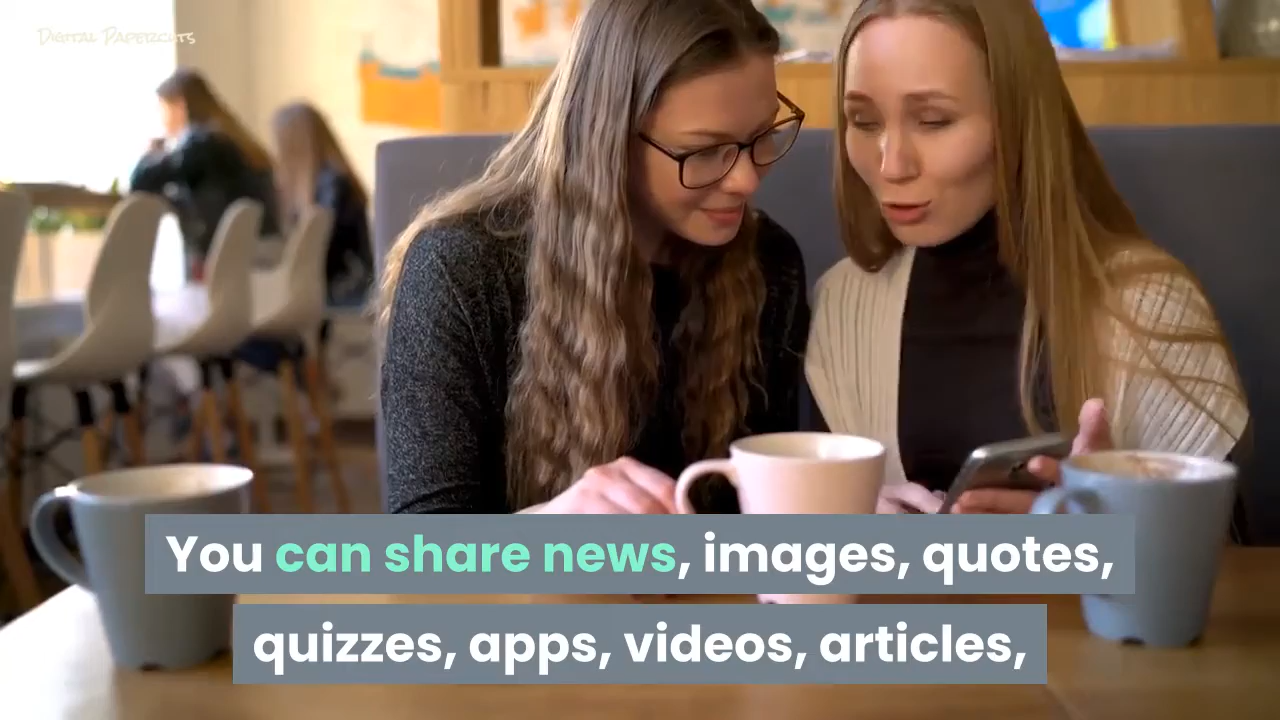 Digital Papercuts
You can share news, images, quotes,
quizzes, apps, videos, articles,